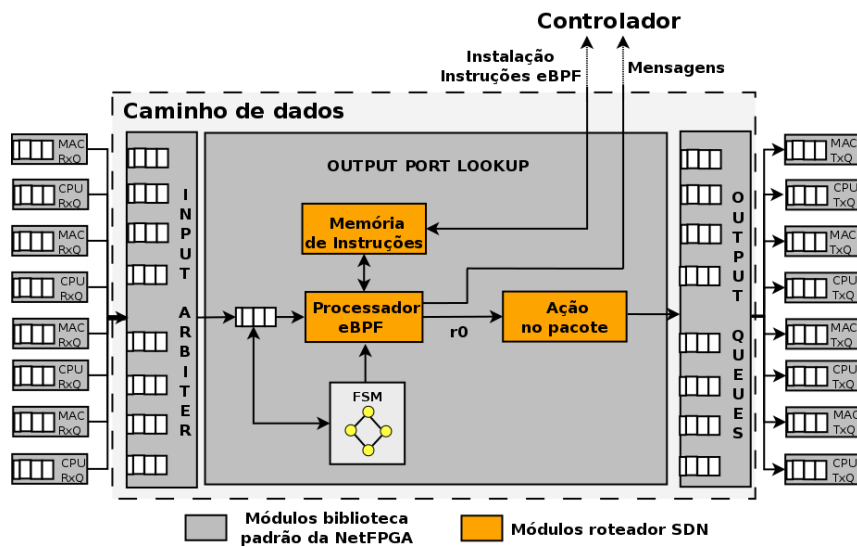 Controlador
Instalação
Instruções eBPF
Mensagens
Caminho de dados
MAC
RxQ
CPU
RxQ
MAC
RxQ
CPU
RxQ
MAC
RxQ
CPU
RxQ
MAC
RxQ
CPU
RxQ
INPUT ARBITER
OUTPUT PORT LOOKUP
Memória
de Instruções
Processador
eBPF
r0
Ação
no pacote
FSM
OUTPUT QUEUES
MAC
TxQ
CPU
TxQ
MAC
TxQ
CPU
TxQ
MAC
TxQ
CPU
TxQ
MAC
TxQ
CPU
TxQ
Módulos biblioteca
padrão da NetFPGA
Módulos roteador SDN